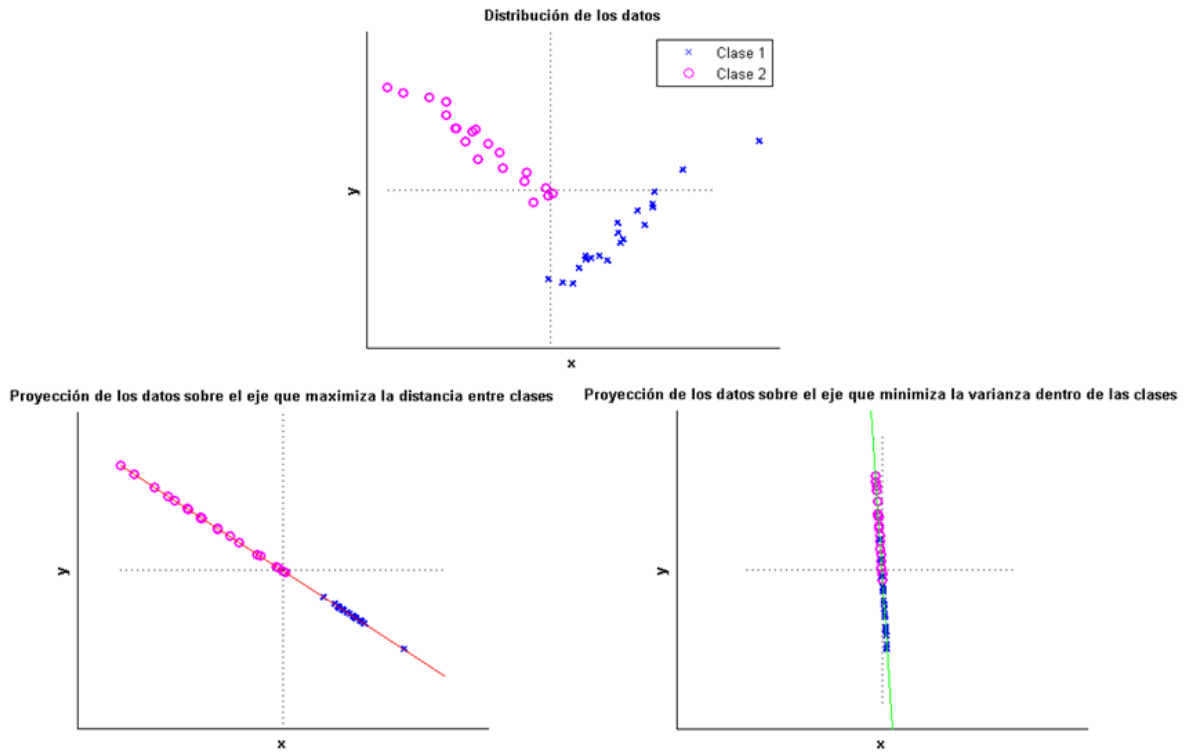 Distribución de los datos
Clase 1
Clase 2
y
x
Proyección de los datos sobre el eje que maximiza la distancia entre clases
y
x
Proyección de los datos sobre el eje que minimiza la varianza dentro de las clases
y
x